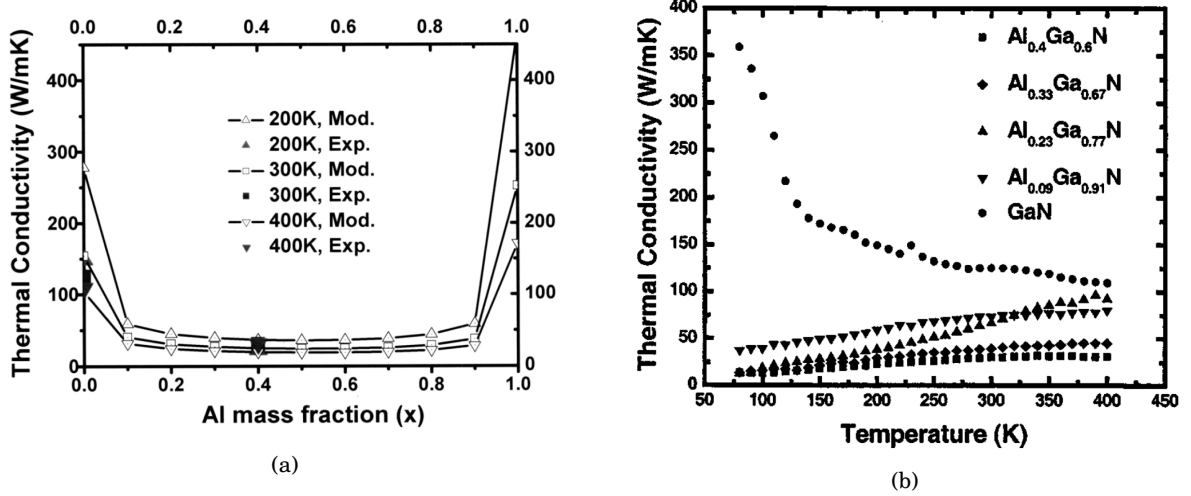 0.0 0.2 0.4 0.6 0.8 1.0
400
300
200
100
0
Thermal Conductivity (W/mK)
200K, Mod.
200K, Exp.
300K, Mod.
300K, Exp.
400K, Mod.
400K, Exp.
400
300
200
100
0
0.0 0.2 0.4 0.6 0.8 1.0
Al mass fraction (x)
(a)
400
350
300
250
200
150
100
50
0
Thermal Conductivity (W/mK)
Al0.4Ga0.6N
Al0.33Ga0.67N
Al0.23Ga0.77N
Al0.09Ga0.91N
GaN
50 100 150 200 250 300 350 400 450
Temperature (K)
(b)